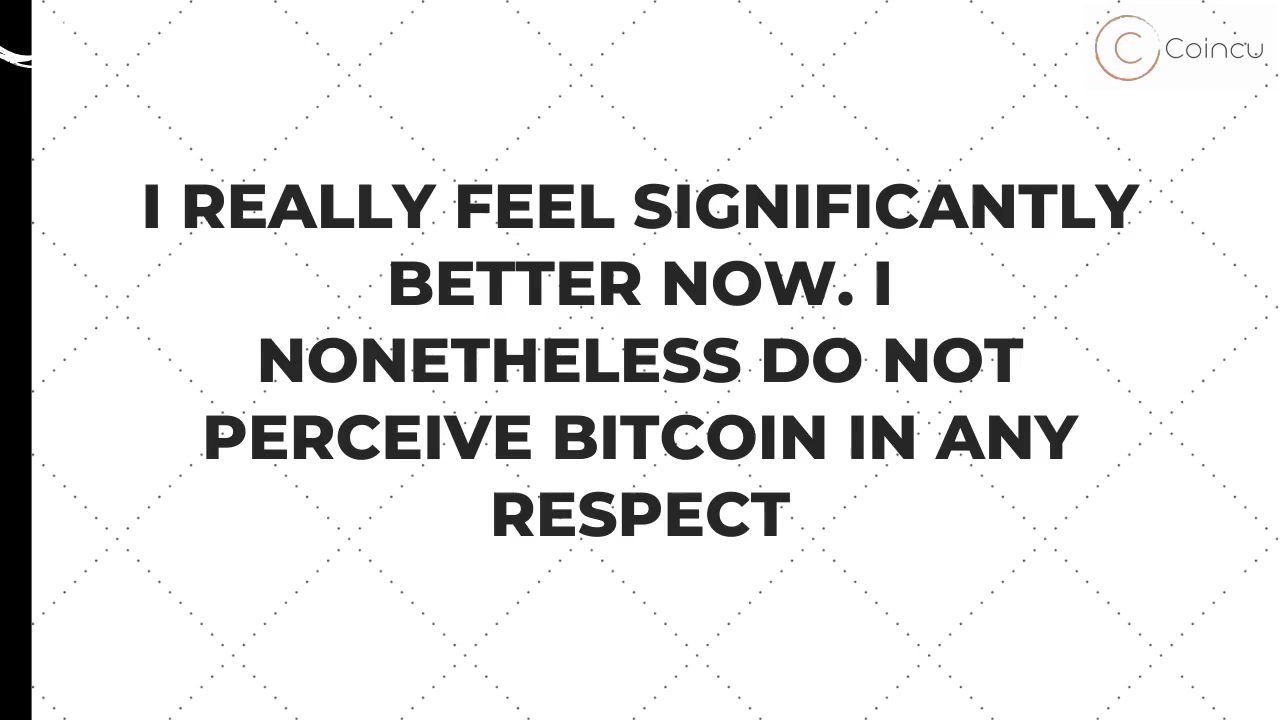 Coincu
I REALLY FEEL SIGNIFICANTLY
BETTER NOW. I
NONETHELESS DO NOT
PERCEIVE BITCOIN IN ANY
RESPECT